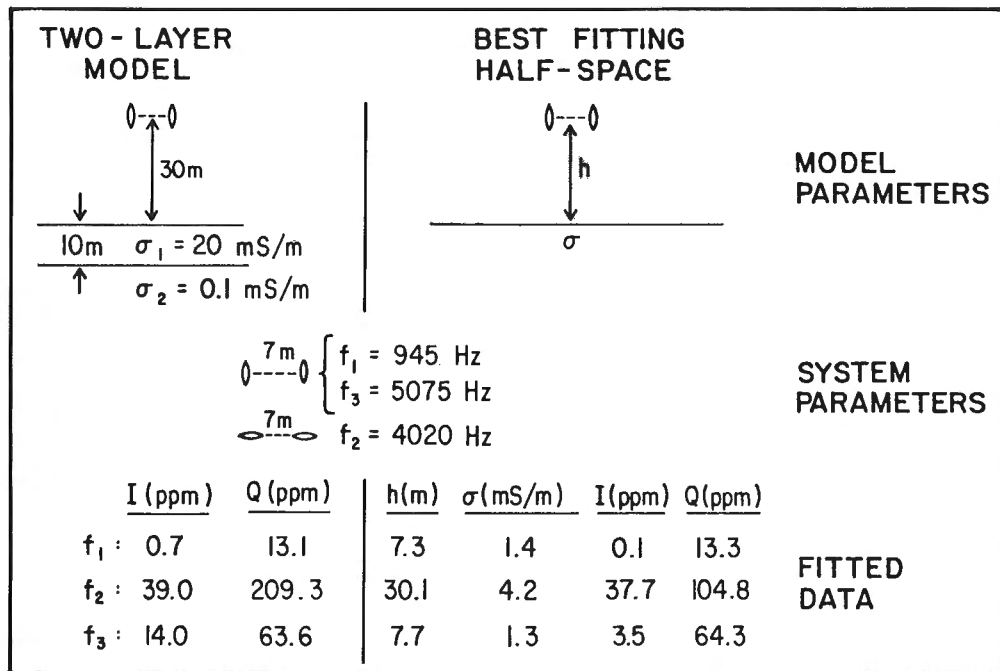 TWO-LAYER MODEL
BEST FITTING HALF-SPACE
30m
h
MODEL PARAMETERS
10m σ₁ = 20 mS/m
σ
σ₂ = 0.1 mS/m
7m f₁ = 945 Hz
f₃ = 5075 Hz
SYSTEM PARAMETERS
7m f₂ = 4020 Hz
I(ppm) Q(ppm) h(m) σ(mS/m) I(ppm) Q(ppm)
f₁ : 0.7 13.1 7.3 1.4 0.1 13.3
f₂ : 39.0 209.3 30.1 4.2 37.7 104.8
f₃ : 14.0 63.6 7.7 1.3 3.5 64.3
FITTED DATA